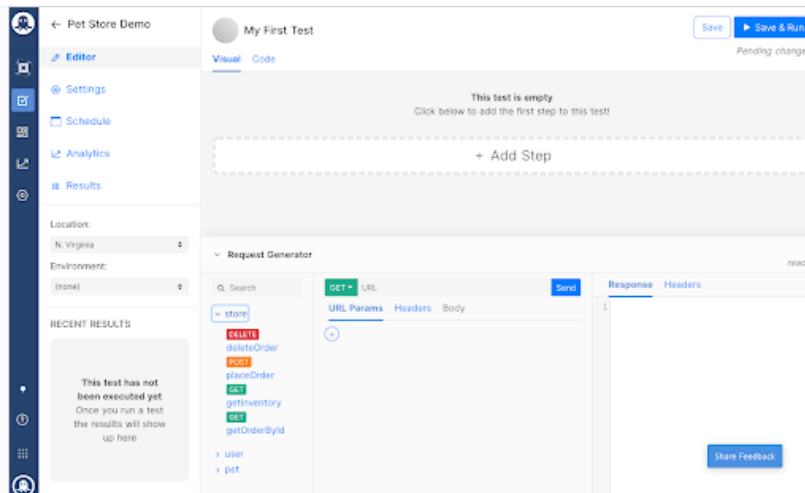 ← Pet Store Demo
Editor
Settings
Schedule
Analytics
Results
Location:
N. Virginia
Environment:
(none)
RECENT RESULTS
This test has not
been executed yet
Once you run a test
the results will show
up here
My First Test
Save
Save & Run
Pending change
Visual Code
This test is empty
Click below to add the first step to this test!
+ Add Step
Request Generator
Search
store
DELETE
deleteOrder
POST
placeOrder
GET
getInventory
GET
getOrderById
user
pet
GET URL Send
URL Params Headers Body
+
read
Response Headers
1
Share Feedback